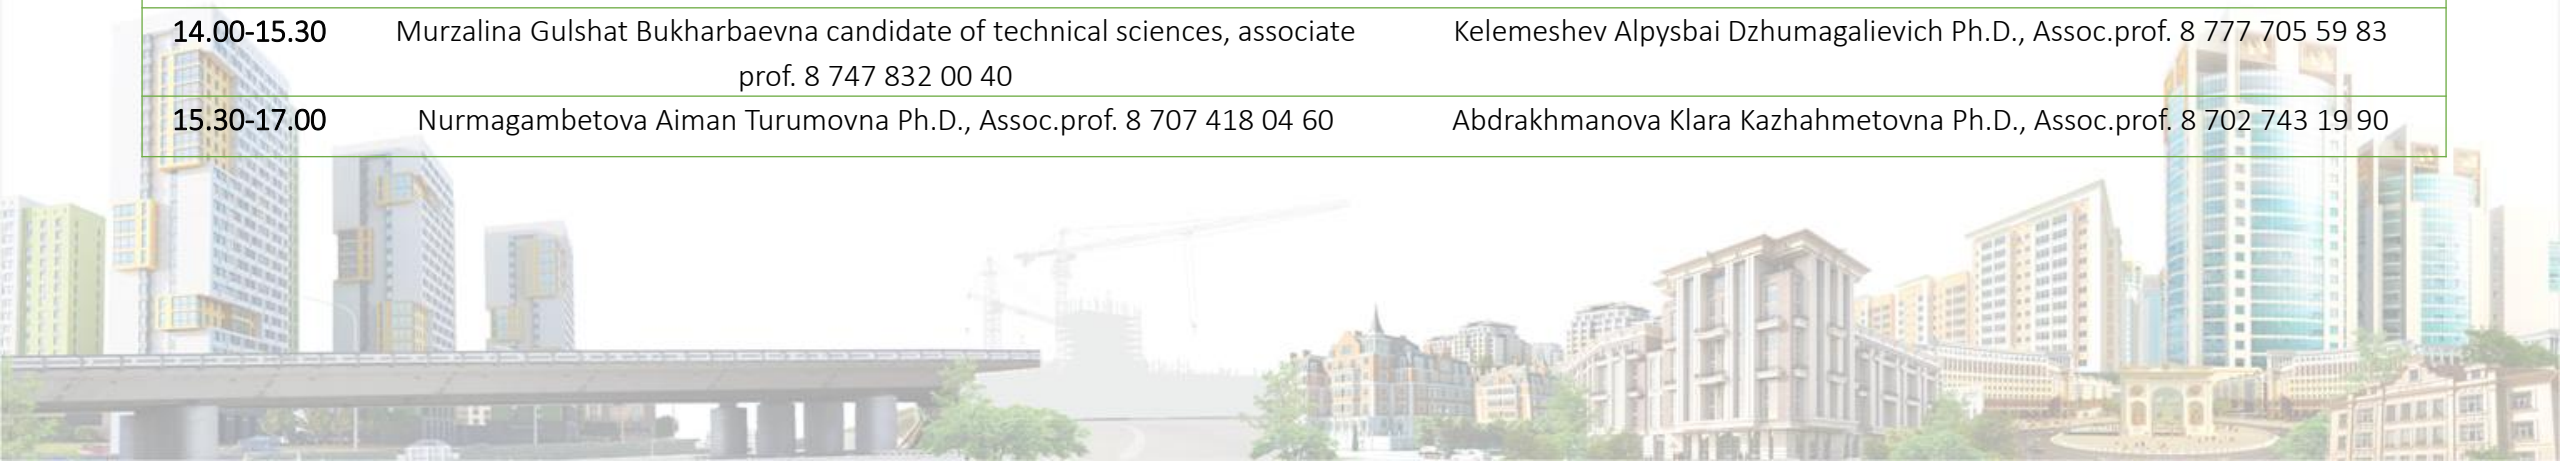 14.00-15.30 Murzalina Gulshat Bukharbaevna candidate of technical sciences, associate Kelemeshev Alpysbai Dzhumagalievich Ph.D., Assoc.prof. 8 777 705 59 83
prof. 8 747 832 00 40
15.30-17.00 Nurmagambetova Aiman Turumovna Ph.D., Assoc.prof. 8 707 418 04 60 Abdrakhmanova Klara Kazhahmetovna Ph.D., Assoc.prof. 8 702 743 19 90